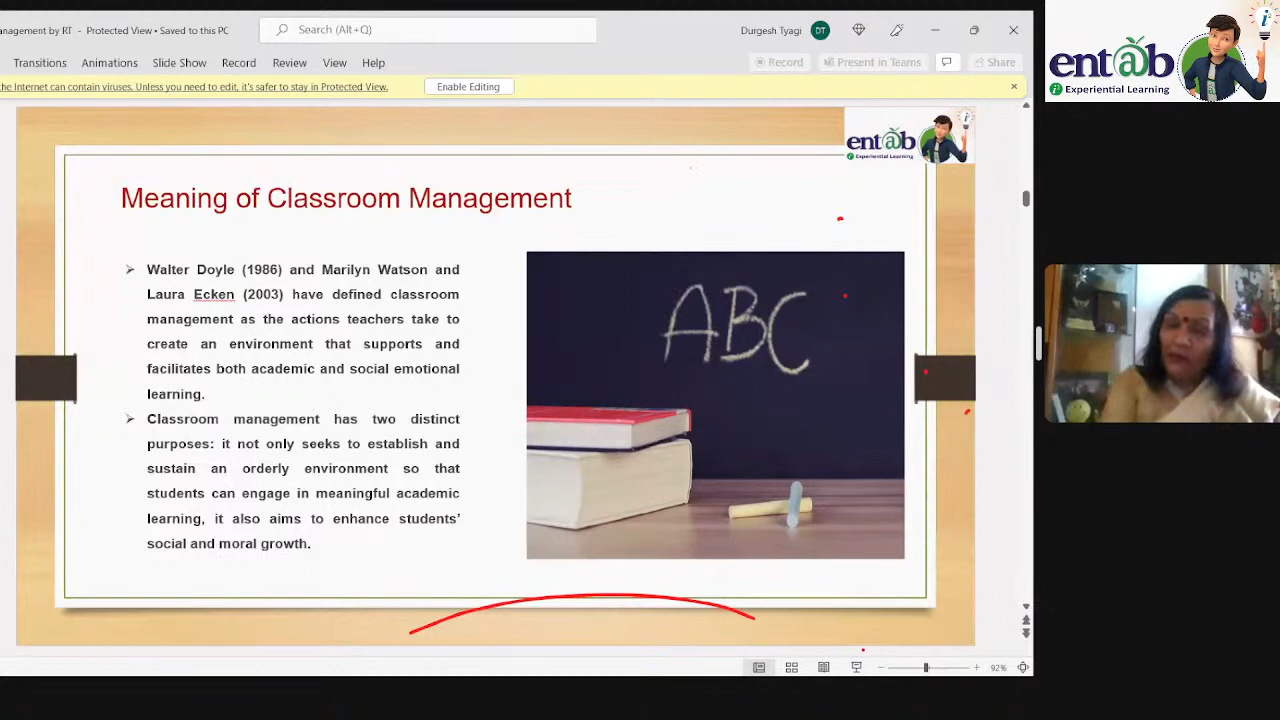 anagement by RT - Protected View • Saved to this PC
Search (Alt+Q)
Durgesh Tyagi
DT
Transitions
Animations
Slide Show
Record
Review
View
Help
Record
Present in Teams
Share
the Internet can contain viruses. Unless you need to edit, it's safer to stay in Protected View.
Enable Editing
entab
i Experiential Learning
entab
i Experiential Learning
Meaning of Classroom Management
Walter Doyle (1986) and Marilyn Watson and
Laura Ecken (2003) have defined classroom
management as the actions teachers take to
create an environment that supports and
facilitates both academic and social emotional
learning.
Classroom management has two distinct
purposes: it not only seeks to establish and
sustain an orderly environment so that
students can engage in meaningful academic
learning, it also aims to enhance students’
social and moral growth.
ABC
92%